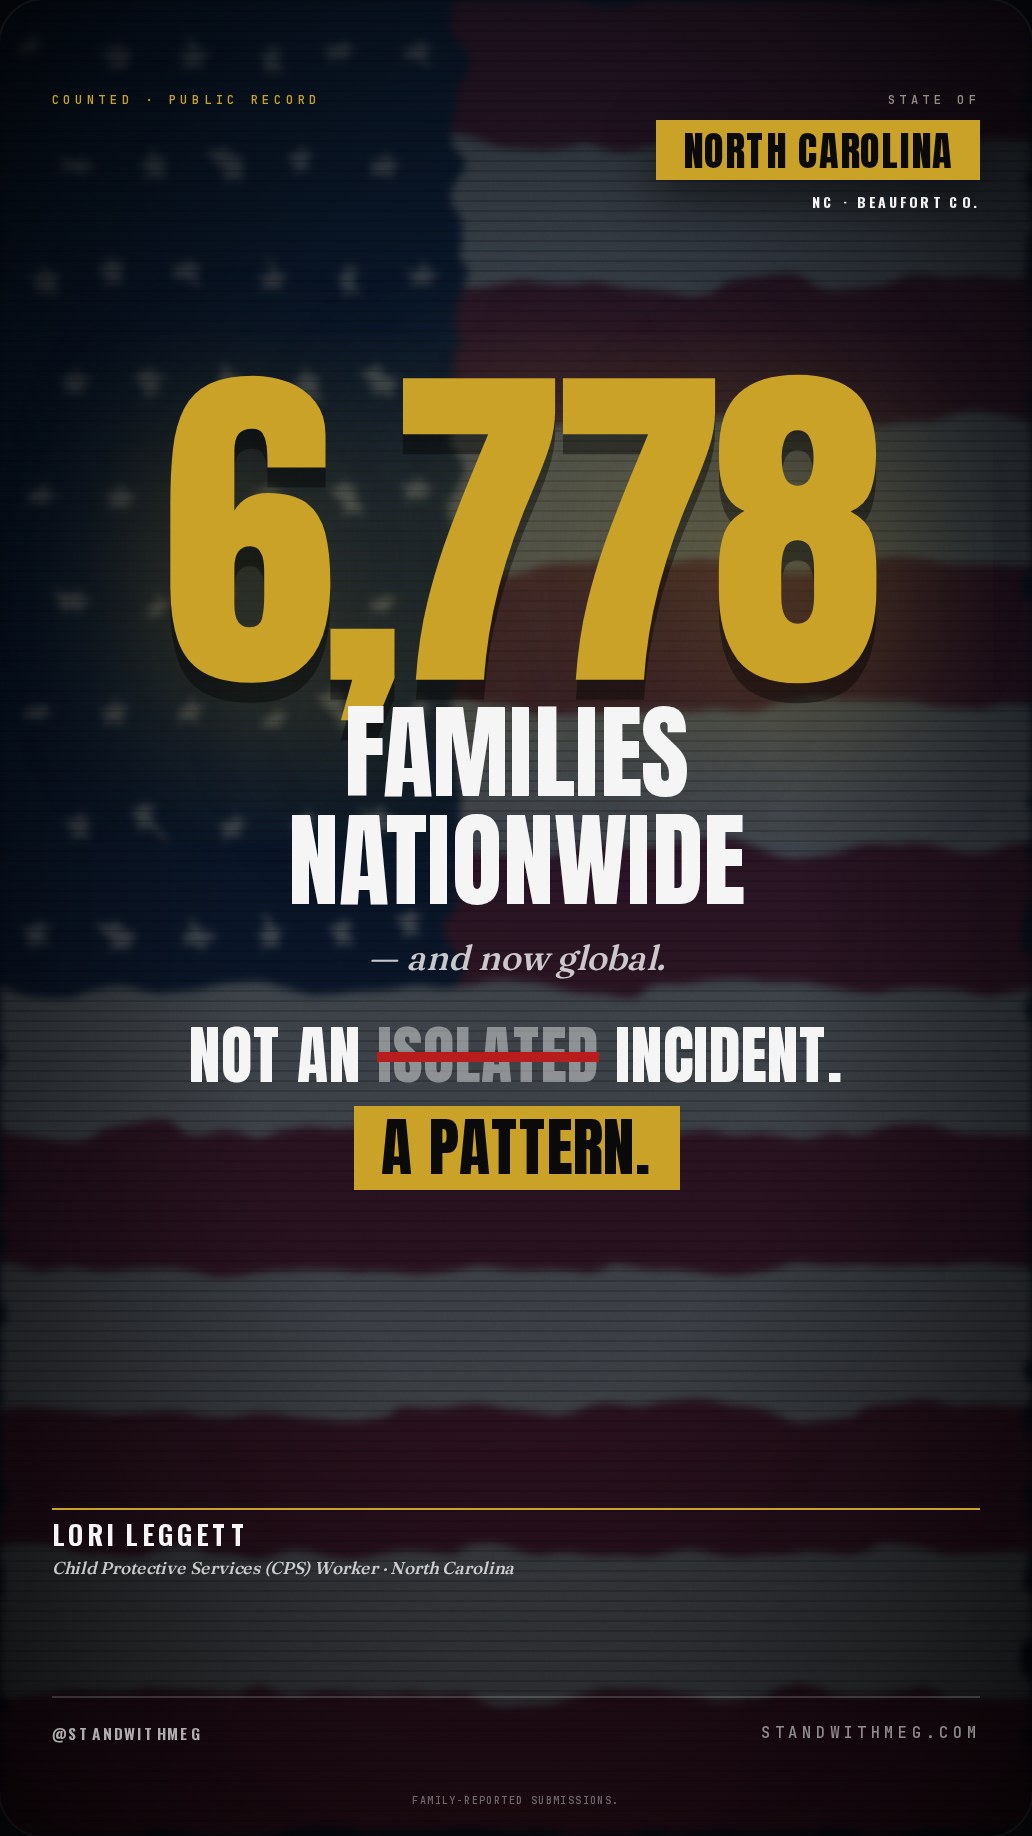 COUNTED · PUBLIC RECORD
STATE OF
NORTH CAROLINA
NC · BEAUFORT CO.
6,778
FAMILIES
NATIONWIDE
— and now global.
NOT AN ISOLATED INCIDENT.
A PATTERN.
LORI LEGGETT
Child Protective Services (CPS) Worker · North Carolina
@STANDWITHMEG
STANDWITHMEG.COM
FAMILY-REPORTED SUBMISSIONS.